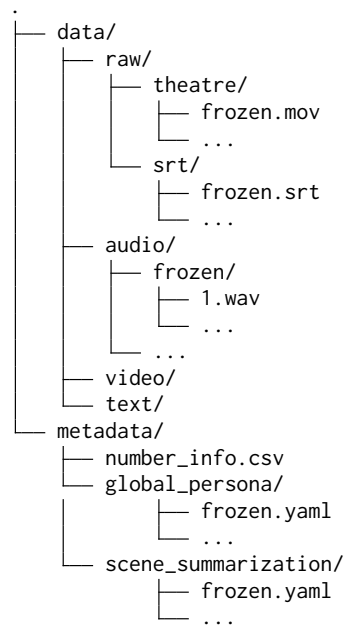 .
├── data/
│   ├── raw/
│   │   ├── theatre/
│   │   │   ├── frozen.mov
│   │   │   └── ...
│   │   └── srt/
│   │       ├── frozen.srt
│   │       └── ...
│   ├── audio/
│   │   ├── frozen/
│   │   │   ├── 1.wav
│   │   │   └── ...
│   │   └── ...
│   ├── video/
│   └── text/
└── metadata/
    ├── number_info.csv
    ├── global_persona/
    │       ├── frozen.yaml
    │       └── ...
    └── scene_summarization/
            ├── frozen.yaml
            └── ...